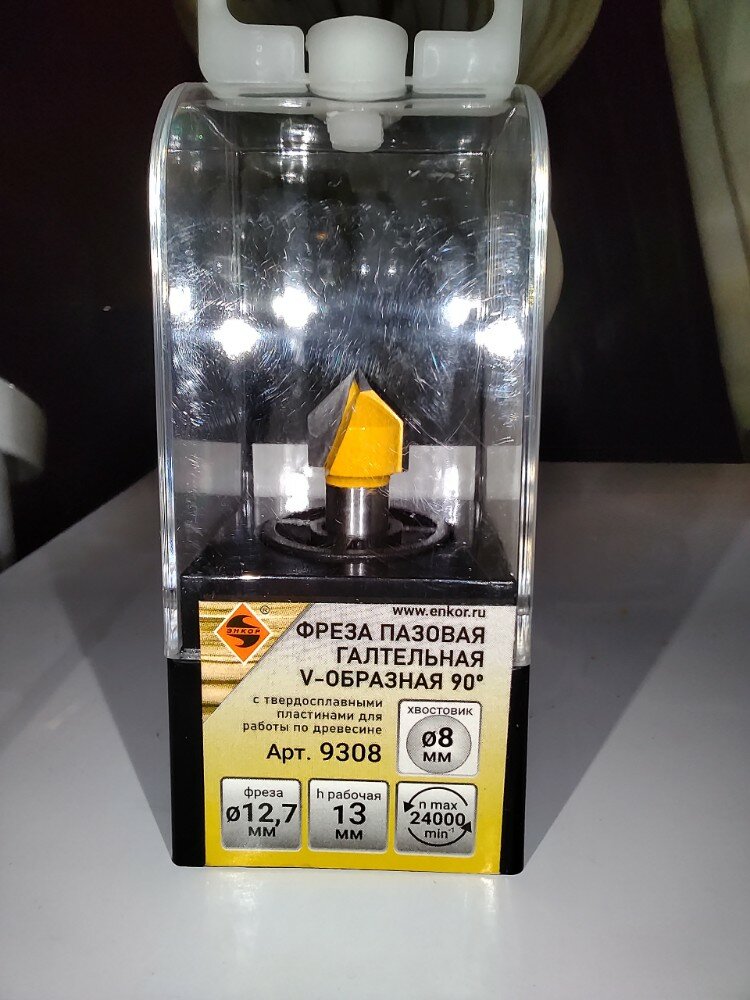 www.enkor.ru
ЭНКОР ®
ФРЕЗА ПАЗОВАЯ
ГАЛТЕЛЬНАЯ
V-ОБРАЗНАЯ 90°
с твердосплавными
пластинами для
работы по древесине
Арт. 9308
хвостовик
ø8
мм
фреза
ø12,7
мм
h рабочая
13
мм
n max
24000
min⁻¹